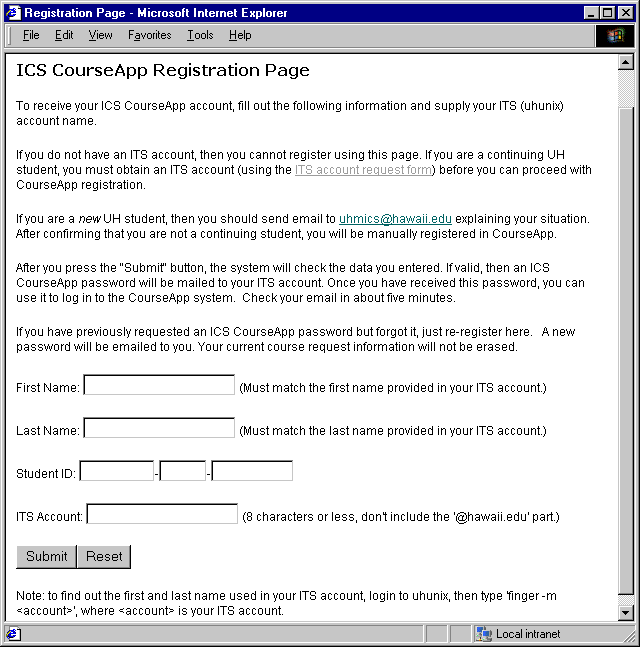 Registration Page - Microsoft Internet Explorer
File Edit View Favorites Tools Help
ICS CourseApp Registration Page
To receive your ICS CourseApp account, fill out the following information and supply your ITS (uhunix)
account name.
If you do not have an ITS account, then you cannot register using this page. If you are a continuing UH
student, you must obtain an ITS account (using the ITS account request form) before you can proceed with
CourseApp registration.
If you are a new UH student, then you should send email to uhmics@hawaii.edu explaining your situation.
After confirming that you are not a continuing student, you will be manually registered in CourseApp.
After you press the "Submit" button, the system will check the data you entered. If valid, then an ICS
CourseApp password will be mailed to your ITS account. Once you have received this password, you can
use it to log in to the CourseApp system.  Check your email in about five minutes.
If you have previously requested an ICS CourseApp password but forgot it, just re-register here.   A new
password will be emailed to you. Your current course request information will not be erased.
First Name: (Must match the first name provided in your ITS account.)
Last Name: (Must match the last name provided in your ITS account.)
Student ID: - -
ITS Account: (8 characters or less, don't include the '@hawaii.edu' part.)
Submit Reset
Note: to find out the first and last name used in your ITS account, login to uhunix, then type 'finger -m
<account>', where <account> is your ITS account.
Local intranet